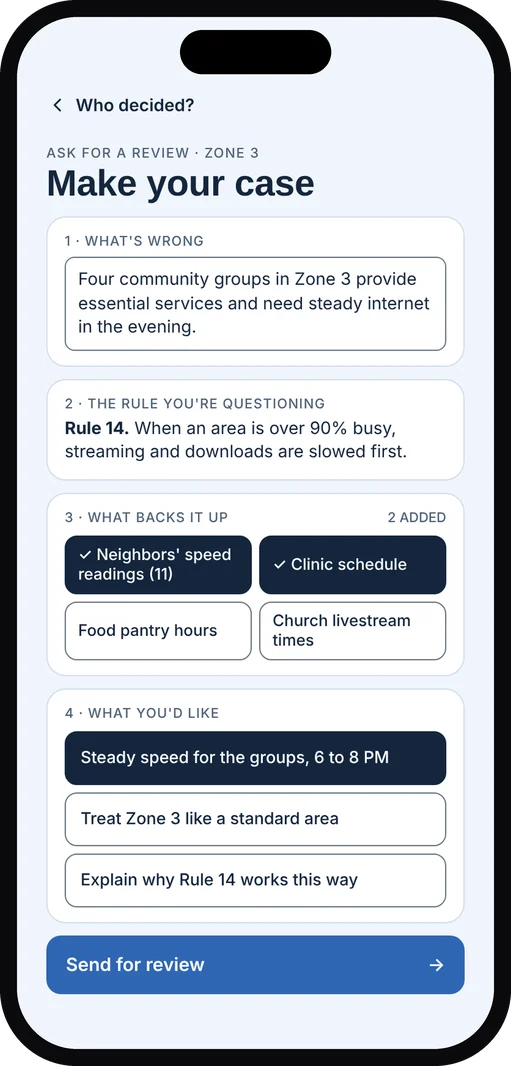 Who decided?
ASK FOR A REVIEW · ZONE 3
Make your case
1 · WHAT'S WRONG
Four community groups in Zone 3 provide
essential services and need steady internet
in the evening.
2 · THE RULE YOU'RE QUESTIONING
Rule 14. When an area is over 90% busy,
streaming and downloads are slowed first.
3 · WHAT BACKS IT UP 2 ADDED
✓ Neighbors' speed
readings (11)
✓ Clinic schedule
Food pantry hours
Church livestream
times
4 · WHAT YOU'D LIKE
Steady speed for the groups, 6 to 8 PM
Treat Zone 3 like a standard area
Explain why Rule 14 works this way
Send for review →